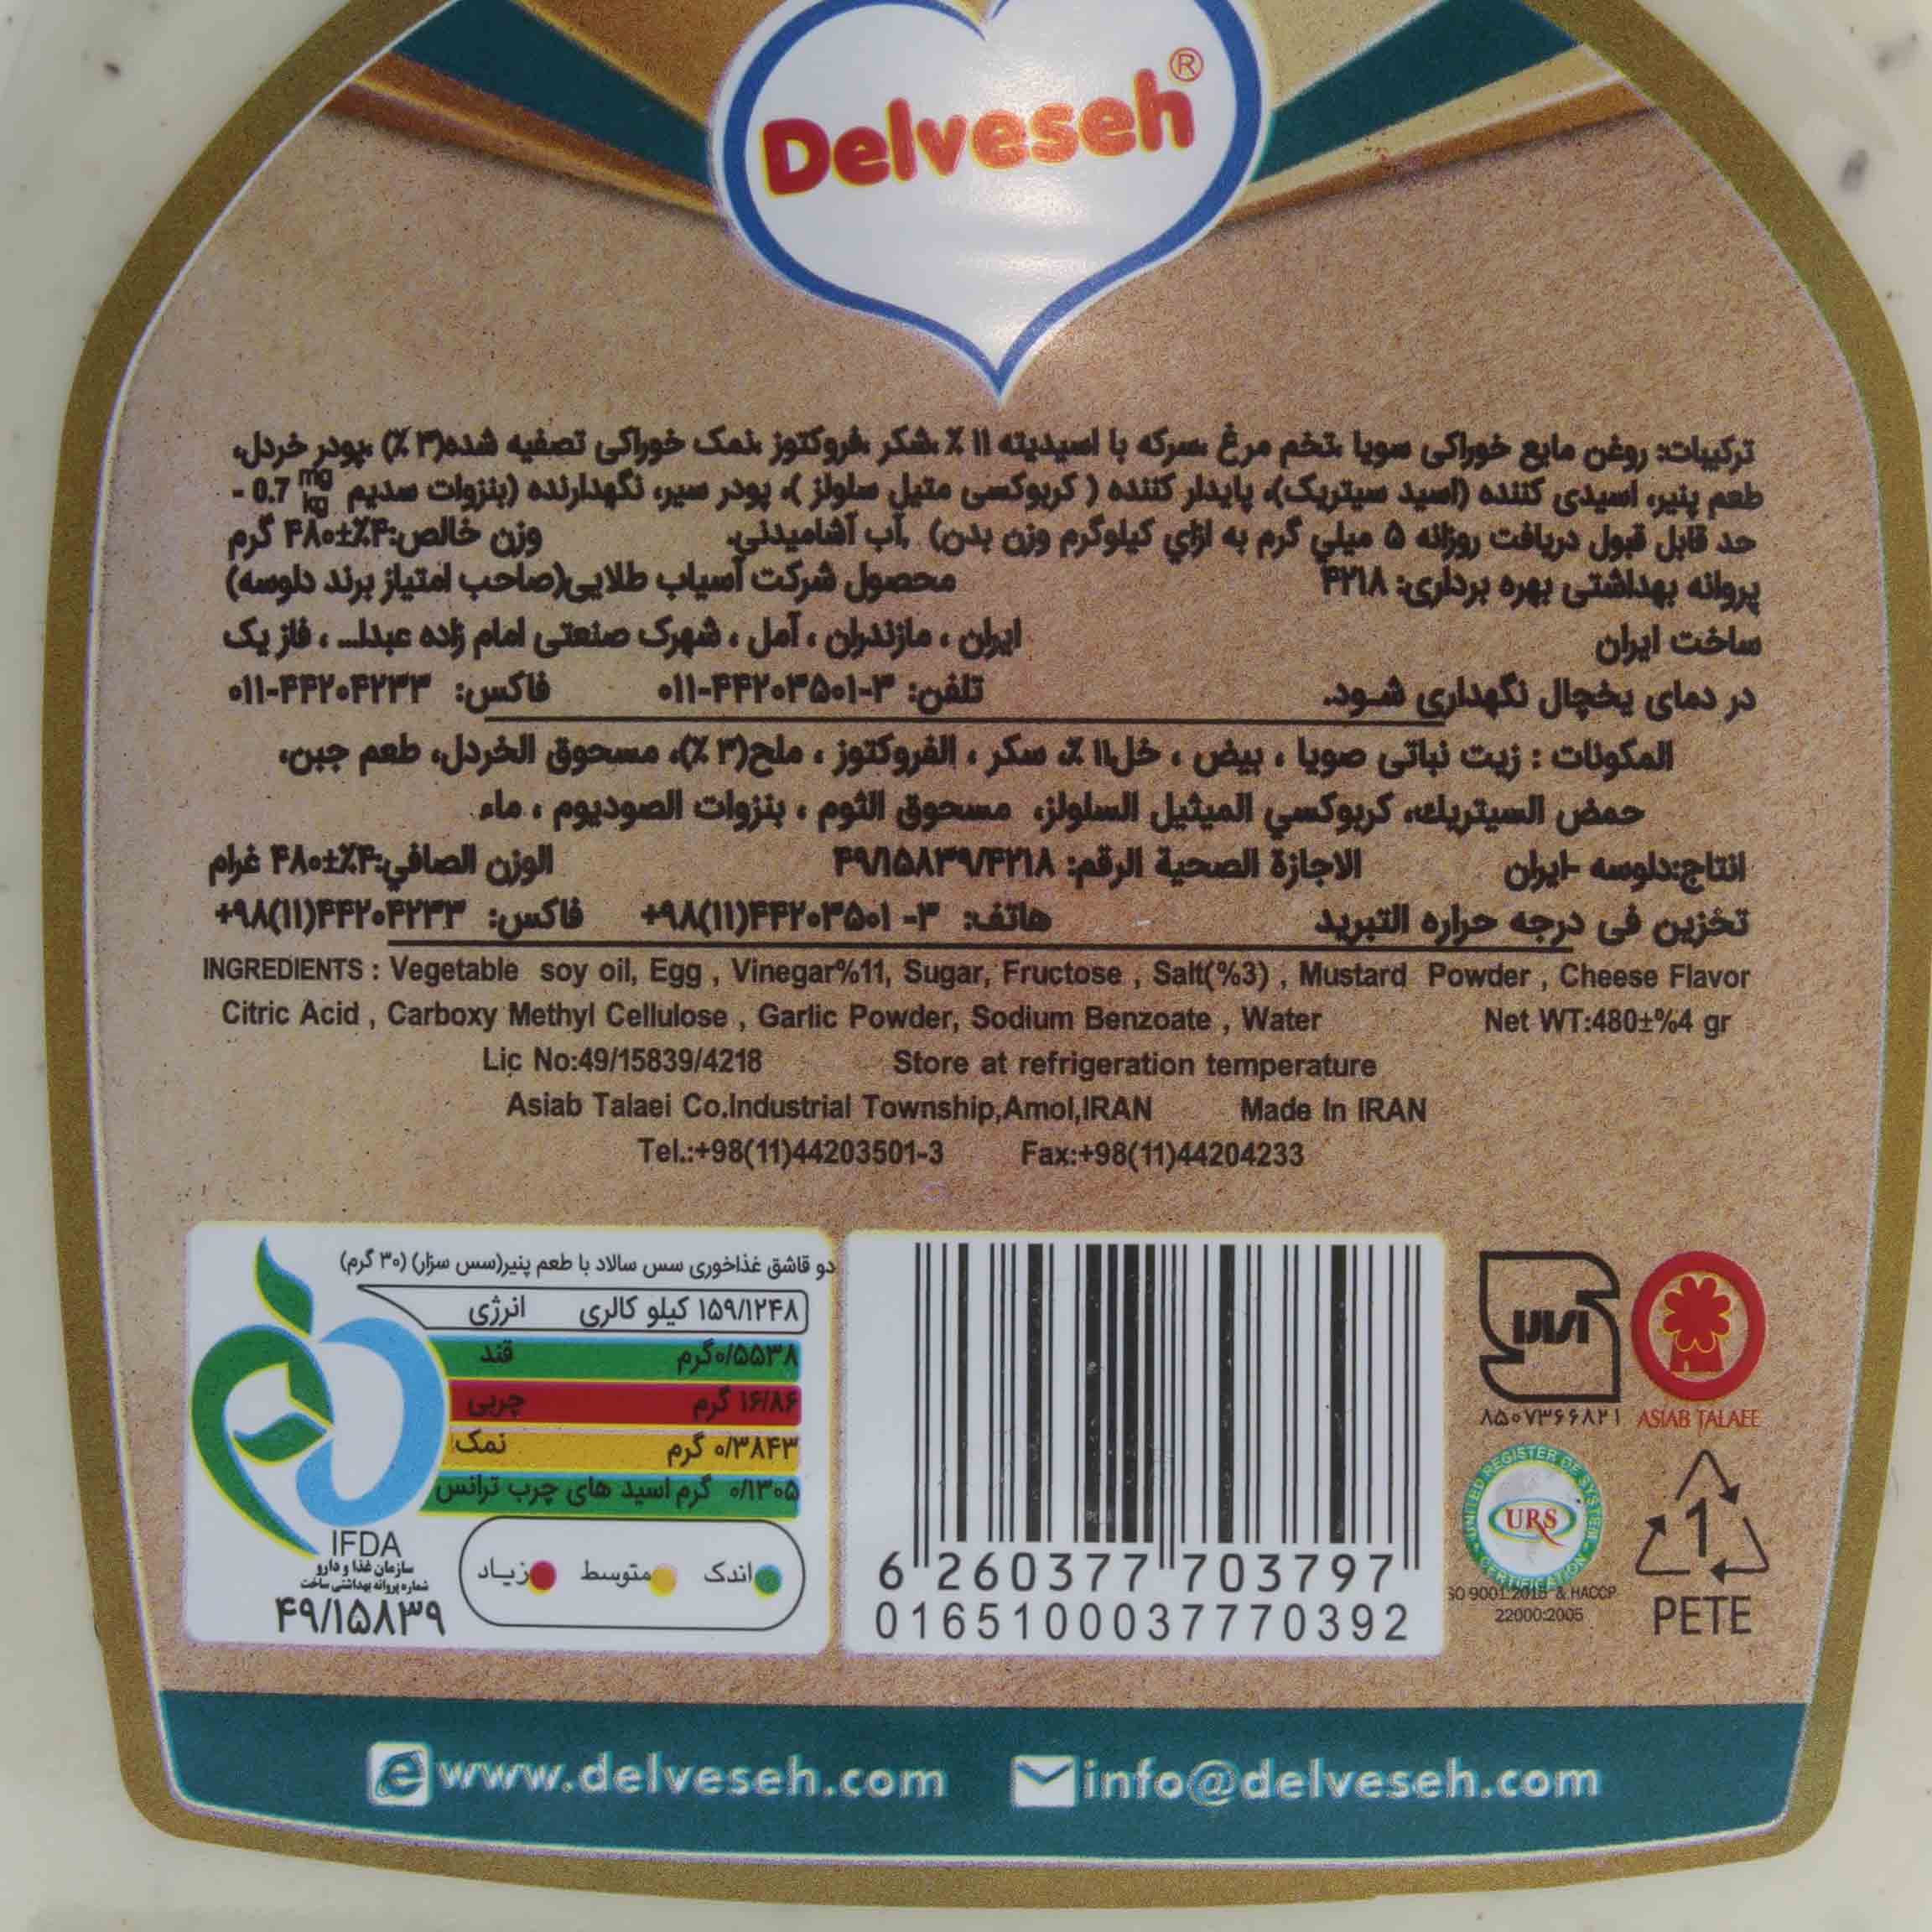 Delveseh®
ترکیبات: روغن مایع خوراکی سویا ،تخم مرغ ،سرکه با اسیدیته ۱۱ ٪ ،شکر ،فروکتوز ،نمک خوراکی تصفیه شده(۳ ٪) ،پودر خردل،
طعم پنیر، اسیدی کننده (اسید سیتریک)، پایدار کننده ( کربوکسی متیل سلولز )، پودر سیر، نگهدارنده (بنزوات سدیم 0.7 mg/kg -
حد قابل قبول دریافت روزانه ۵ میلي گرم به ازاي کیلوگرم وزن بدن) ,آب آشامیدنی. وزن خالص:۴٪±۴۸۰ گرم
پروانه بهداشتی بهره برداری: ۴۲۱۸ محصول شرکت آسیاب طلایی(صاحب امتیاز برند دلوسه)
ساخت ایران ایران ، مازندران ، آمل ، شهرک صنعتی امام زاده عبدا... ، فاز یک
در دمای یخچال نگهداری شود. تلفن: ۳-۴۴۲۰۳۵۰۱-۰۱۱ فاکس: ۴۴۲۰۴۲۳۳-۰۱۱
المکونات : زیت نباتی صویا ، بیض ، خل۱۱ ٪، سکر ، الفروکتوز ، ملح(۳ ٪)، مسحوق الخردل، طعم جبن،
حمض السیتریك، کربوکسي المیثیل السلولز، مسحوق الثوم ، بنزوات الصودیوم ، ماء.
انتاج:دلوسه -ایران الاجازة الصحیة الرقم: ۴۹/۱۵۸۳۹/۴۲۱۸ الوزن الصافي:۴٪±۴۸۰ غرام
تخزین فی درجه حراره التبرید هاتف: ۳- ۴۴۲۰۳۵۰۱(۱۱)۹۸+ فاکس: ۴۴۲۰۴۲۳۳(۱۱)۹۸+
INGREDIENTS : Vegetable soy oil, Egg , Vinegar%11, Sugar, Fructose , Salt(%3) , Mustard Powder , Cheese Flavor
Citric Acid , Carboxy Methyl Cellulose , Garlic Powder, Sodium Benzoate , Water Net WT:480±%4 gr
Lic No:49/15839/4218 Store at refrigeration temperature
Asiab Talaei Co.Industrial Township,Amol,IRAN Made In IRAN
Tel.:+98(11)44203501-3 Fax:+98(11)44204233
دو قاشق غذاخوری سس سالاد با طعم پنیر(سس سزار) (۳۰ گرم)
انرژی ۱۵۹/۱۲۴۸ کیلو کالری
قند ۰/۵۵۳۸گرم
چربی ۱۶/۸۶ گرم
نمک ۰/۳۸۴۳ گرم
۰/۱۳۰۵ گرم اسید های چرب ترانس
اندک متوسط زیاد
IFDA
سازمان غذا و دارو
شماره پروانه بهداشتی ساخت
۴۹/۱۵۸۳۹
6 260377 703797
0165100037770392
۸۵۰۷۳۶۶۸۲۱
ASIAB TALAEE
UNITED REGISTER OF SYSTEMS
URS
CERTIFICATION
ISO 9001:2015 & HACCP
22000:2005
1
PETE
www.delveseh.com
info@delveseh.com